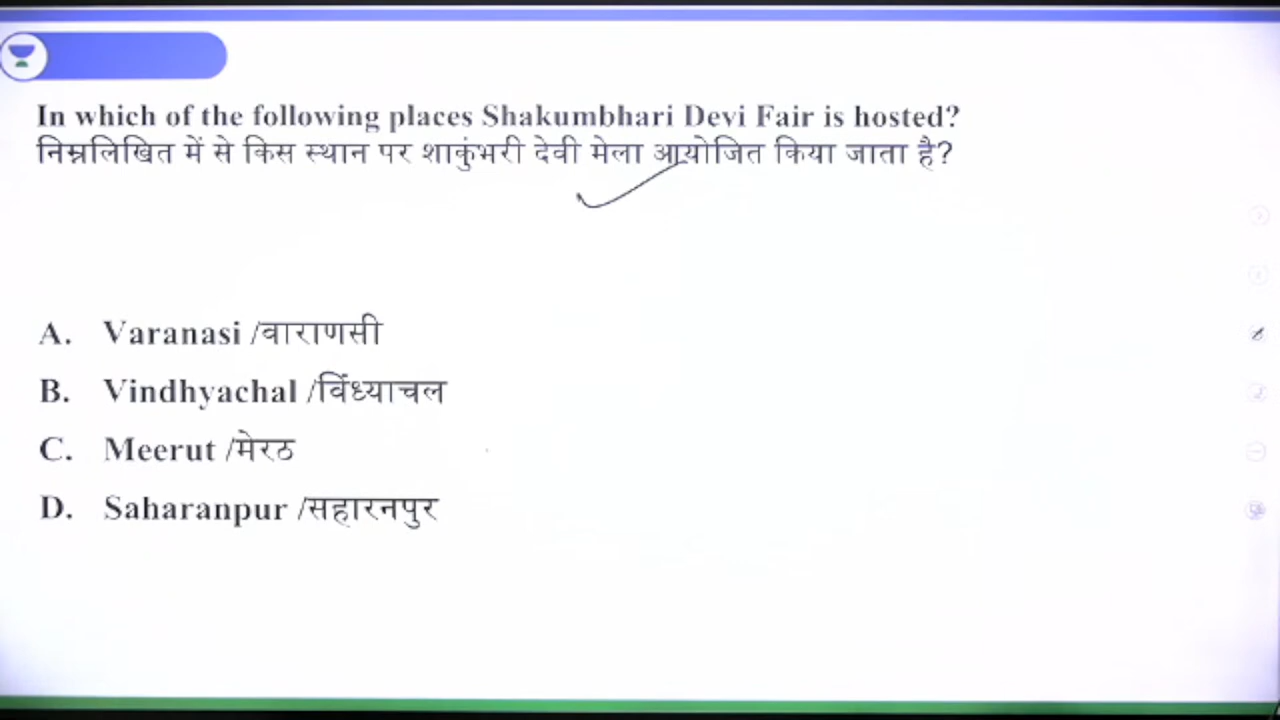 In which of the following places Shakumbhari Devi Fair is hosted?
निम्नलिखित में से किस स्थान पर शाकुंभरी देवी मेला आयोजित किया जाता है?
A. Varanasi /वाराणसी
B. Vindhyachal /विंध्याचल
C. Meerut /मेरठ
D. Saharanpur /सहारनपुर